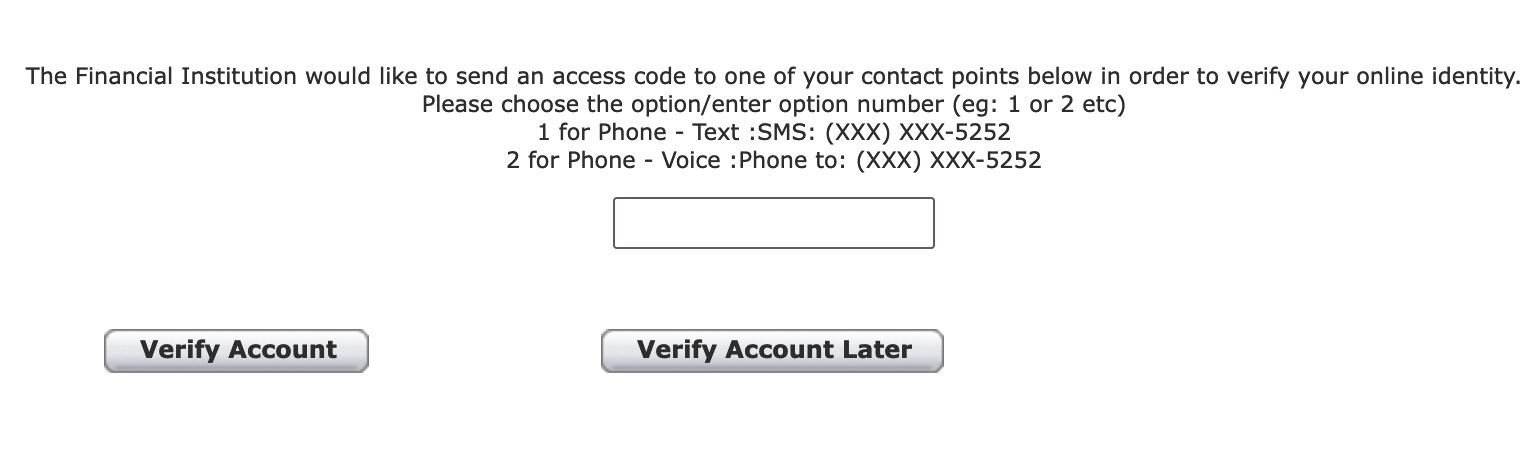 The Financial Institution would like to send an access code to one of your contact points below in order to verify your online identity.
Please choose the option/enter option number (eg: 1 or 2 etc)
1 for Phone - Text :SMS: (XXX) XXX-5252
2 for Phone - Voice :Phone to: (XXX) XXX-5252
Verify Account
Verify Account Later